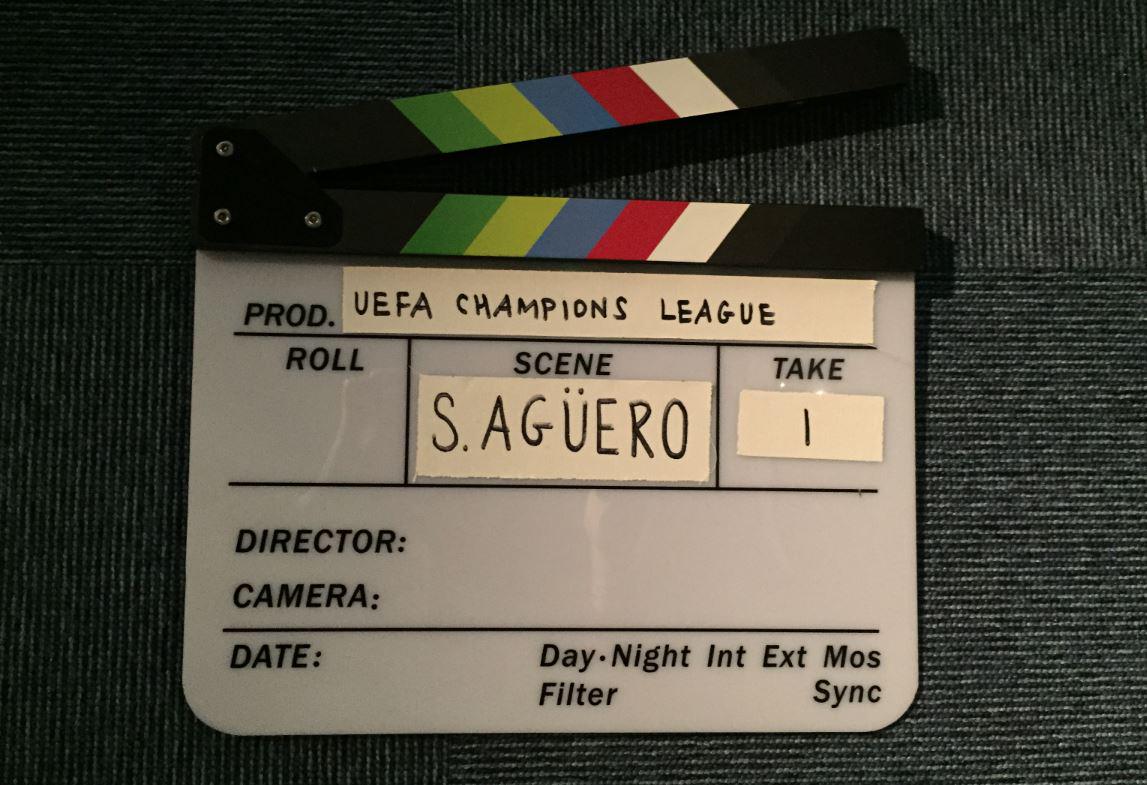 PROD. UEFA CHAMPIONS LEAGUE
ROLL SCENE TAKE
S. AGÜERO 1
DIRECTOR:
CAMERA:
DATE: Day·Night Int Ext Mos
Filter Sync